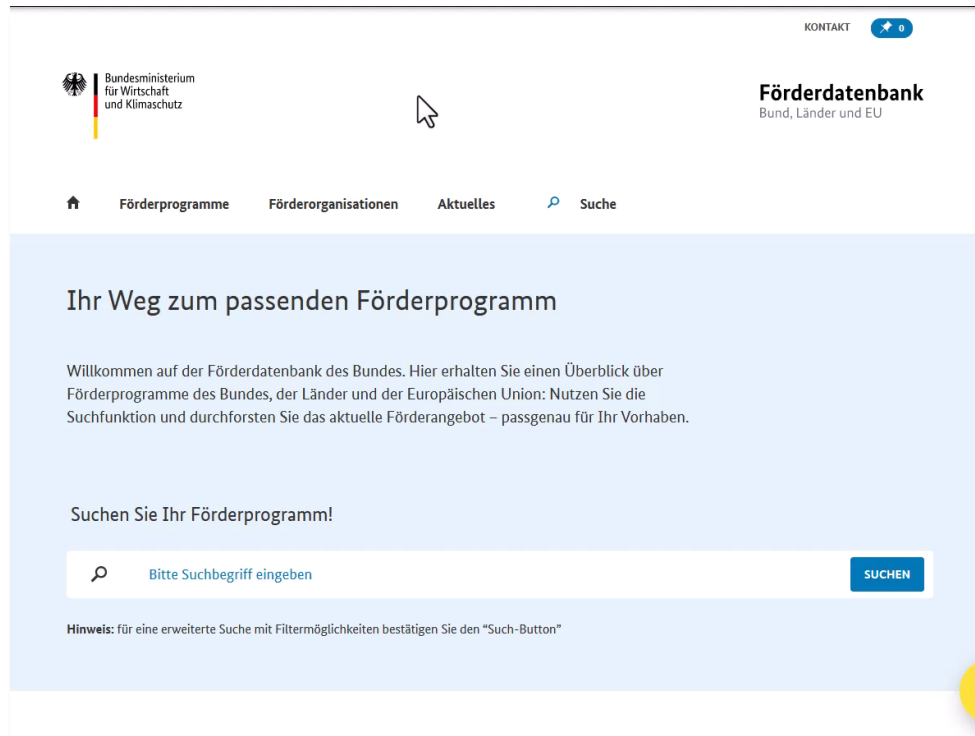 KONTAKT 0
Bundesministerium
für Wirtschaft
und Klimaschutz
Förderdatenbank
Bund, Länder und EU
Förderprogramme Förderorganisationen Aktuelles Suche
Ihr Weg zum passenden Förderprogramm
Willkommen auf der Förderdatenbank des Bundes. Hier erhalten Sie einen Überblick über
Förderprogramme des Bundes, der Länder und der Europäischen Union: Nutzen Sie die
Suchfunktion und durchforsten Sie das aktuelle Förderangebot – passgenau für Ihr Vorhaben.
Suchen Sie Ihr Förderprogramm!
Bitte Suchbegriff eingeben SUCHEN
Hinweis: für eine erweiterte Suche mit Filtermöglichkeiten bestätigen Sie den “Such-Button”